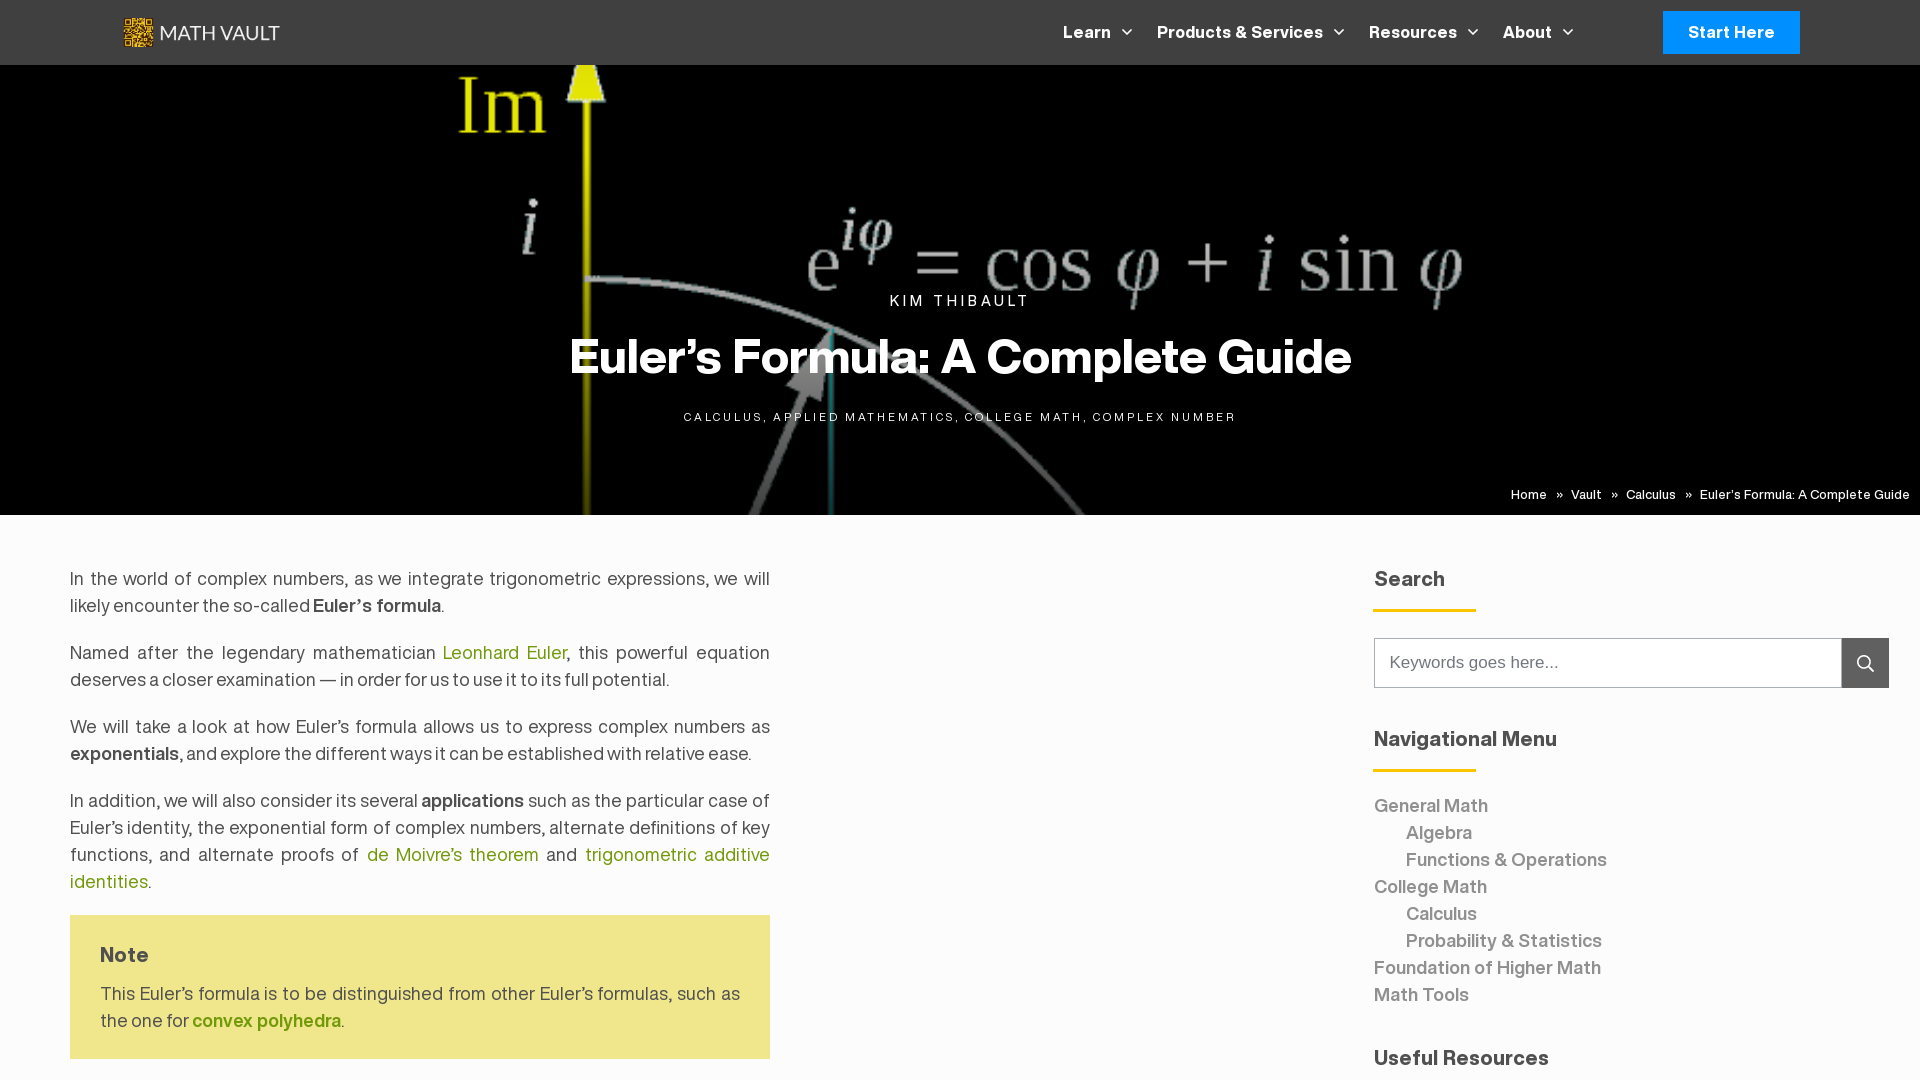 MATH VAULT
Learn
Products & Services
Resources
About
Start Here
Im
i
e^iφ = cos φ + i sin φ
KIM THIBAULT
Euler’s Formula: A Complete Guide
CALCULUS, APPLIED MATHEMATICS, COLLEGE MATH, COMPLEX NUMBER
Home » Vault » Calculus » Euler’s Formula: A Complete Guide
In the world of complex numbers, as we integrate trigonometric expressions, we will
likely encounter the so-called Euler’s formula.
Named after the legendary mathematician Leonhard Euler, this powerful equation
deserves a closer examination — in order for us to use it to its full potential.
We will take a look at how Euler’s formula allows us to express complex numbers as
exponentials, and explore the different ways it can be established with relative ease.
In addition, we will also consider its several applications such as the particular case of
Euler’s identity, the exponential form of complex numbers, alternate definitions of key
functions, and alternate proofs of de Moivre’s theorem and trigonometric additive
identities.
Note
This Euler’s formula is to be distinguished from other Euler’s formulas, such as
the one for convex polyhedra.
Search
Keywords goes here...
Navigational Menu
General Math
Algebra
Functions & Operations
College Math
Calculus
Probability & Statistics
Foundation of Higher Math
Math Tools
Useful Resources